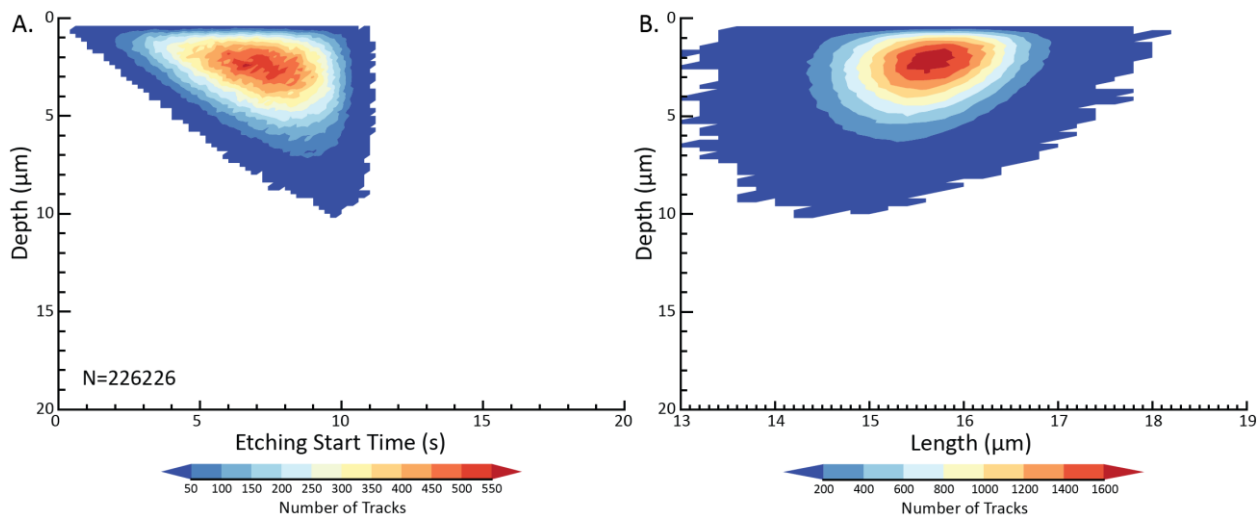 A.
0
5
10
15
20
Depth (µm)
N=226226
0 5 10 15 20
Etching Start Time (s)
50 100 150 200 250 300 350 400 450 500 550
Number of Tracks
B.
0
5
10
15
20
Depth (µm)
13 14 15 16 17 18 19
Length (µm)
200 400 600 800 1000 1200 1400 1600
Number of Tracks